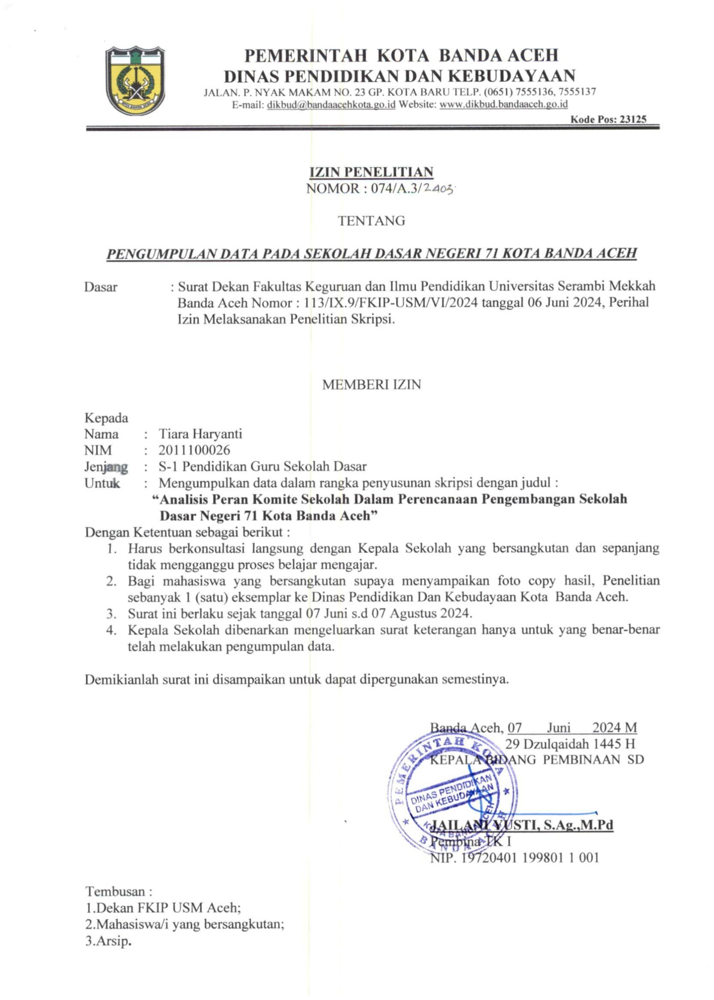 PEMERINTAH KOTA BANDA ACEH
DINAS PENDIDIKAN DAN KEBUDAYAAN
JALAN. P. NYAK MAKAM NO. 23 GP. KOTA BARU TELP. (0651) 7555136, 7555137
E-mail: dikbud@bandaacehkota.go.id Website: www.dikbud.bandaaceh.go.id
Kode Pos: 23125
IZIN PENELITIAN
NOMOR : 074/A.3/2403
TENTANG
PENGUMPULAN DATA PADA SEKOLAH DASAR NEGERI 71 KOTA BANDA ACEH
Dasar : Surat Dekan Fakultas Keguruan dan Ilmu Pendidikan Universitas Serambi Mekkah
Banda Aceh Nomor : 113/IX.9/FKIP-USM/VI/2024 tanggal 06 Juni 2024, Perihal
Izin Melaksanakan Penelitian Skripsi.
MEMBERI IZIN
Kepada
Nama : Tiara Haryanti
NIM : 2011100026
Jenjang : S-1 Pendidikan Guru Sekolah Dasar
Untuk : Mengumpulkan data dalam rangka penyusunan skripsi dengan judul :
“Analisis Peran Komite Sekolah Dalam Perencanaan Pengembangan Sekolah
Dasar Negeri 71 Kota Banda Aceh”
Dengan Ketentuan sebagai berikut :
1. Harus berkonsultasi langsung dengan Kepala Sekolah yang bersangkutan dan sepanjang
tidak mengganggu proses belajar mengajar.
2. Bagi mahasiswa yang bersangkutan supaya menyampaikan foto copy hasil, Penelitian
sebanyak 1 (satu) eksemplar ke Dinas Pendidikan Dan Kebudayaan Kota Banda Aceh.
3. Surat ini berlaku sejak tanggal 07 Juni s.d 07 Agustus 2024.
4. Kepala Sekolah dibenarkan mengeluarkan surat keterangan hanya untuk yang benar-benar
telah melakukan pengumpulan data.
Demikianlah surat ini disampaikan untuk dapat dipergunakan semestinya.
Banda Aceh, 07 Juni 2024 M
29 Dzulqaidah 1445 H
KEPALA BIDANG PEMBINAAN SD
PEMERINTAH KOTA
DINAS PENDIDIKAN
DAN KEBUDAYAAN
KOTA BANDA ACEH
BANDA ACEH
JAILANI YUSTI, S.Ag.,M.Pd
Pembina TK I
NIP. 19720401 199801 1 001
Tembusan :
1.Dekan FKIP USM Aceh;
2.Mahasiswa/i yang bersangkutan;
3.Arsip.